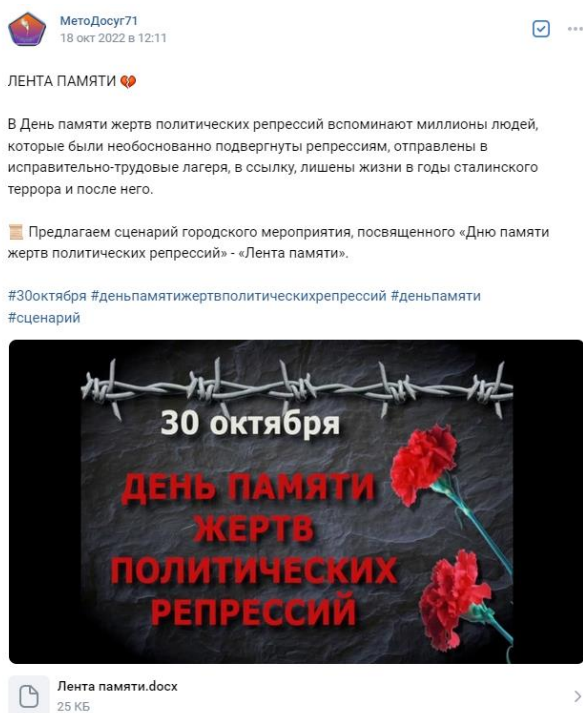 МетоДосуг71
18 окт 2022 в 12:11
ЛЕНТА ПАМЯТИ 💔
В День памяти жертв политических репрессий вспоминают миллионы людей,
которые были необоснованно подвергнуты репрессиям, отправлены в
исправительно-трудовые лагеря, в ссылку, лишены жизни в годы сталинского
террора и после него.
📜 Предлагаем сценарий городского мероприятия, посвященного «Дню памяти
жертв политических репрессий» - «Лента памяти».
#30октября #деньпамятижертвполитическихрепрессий #деньпамяти
#сценарий
30 октября
ДЕНЬ ПАМЯТИ
ЖЕРТВ
ПОЛИТИЧЕСКИХ
РЕПРЕССИЙ
Лента памяти.docx
25 КБ